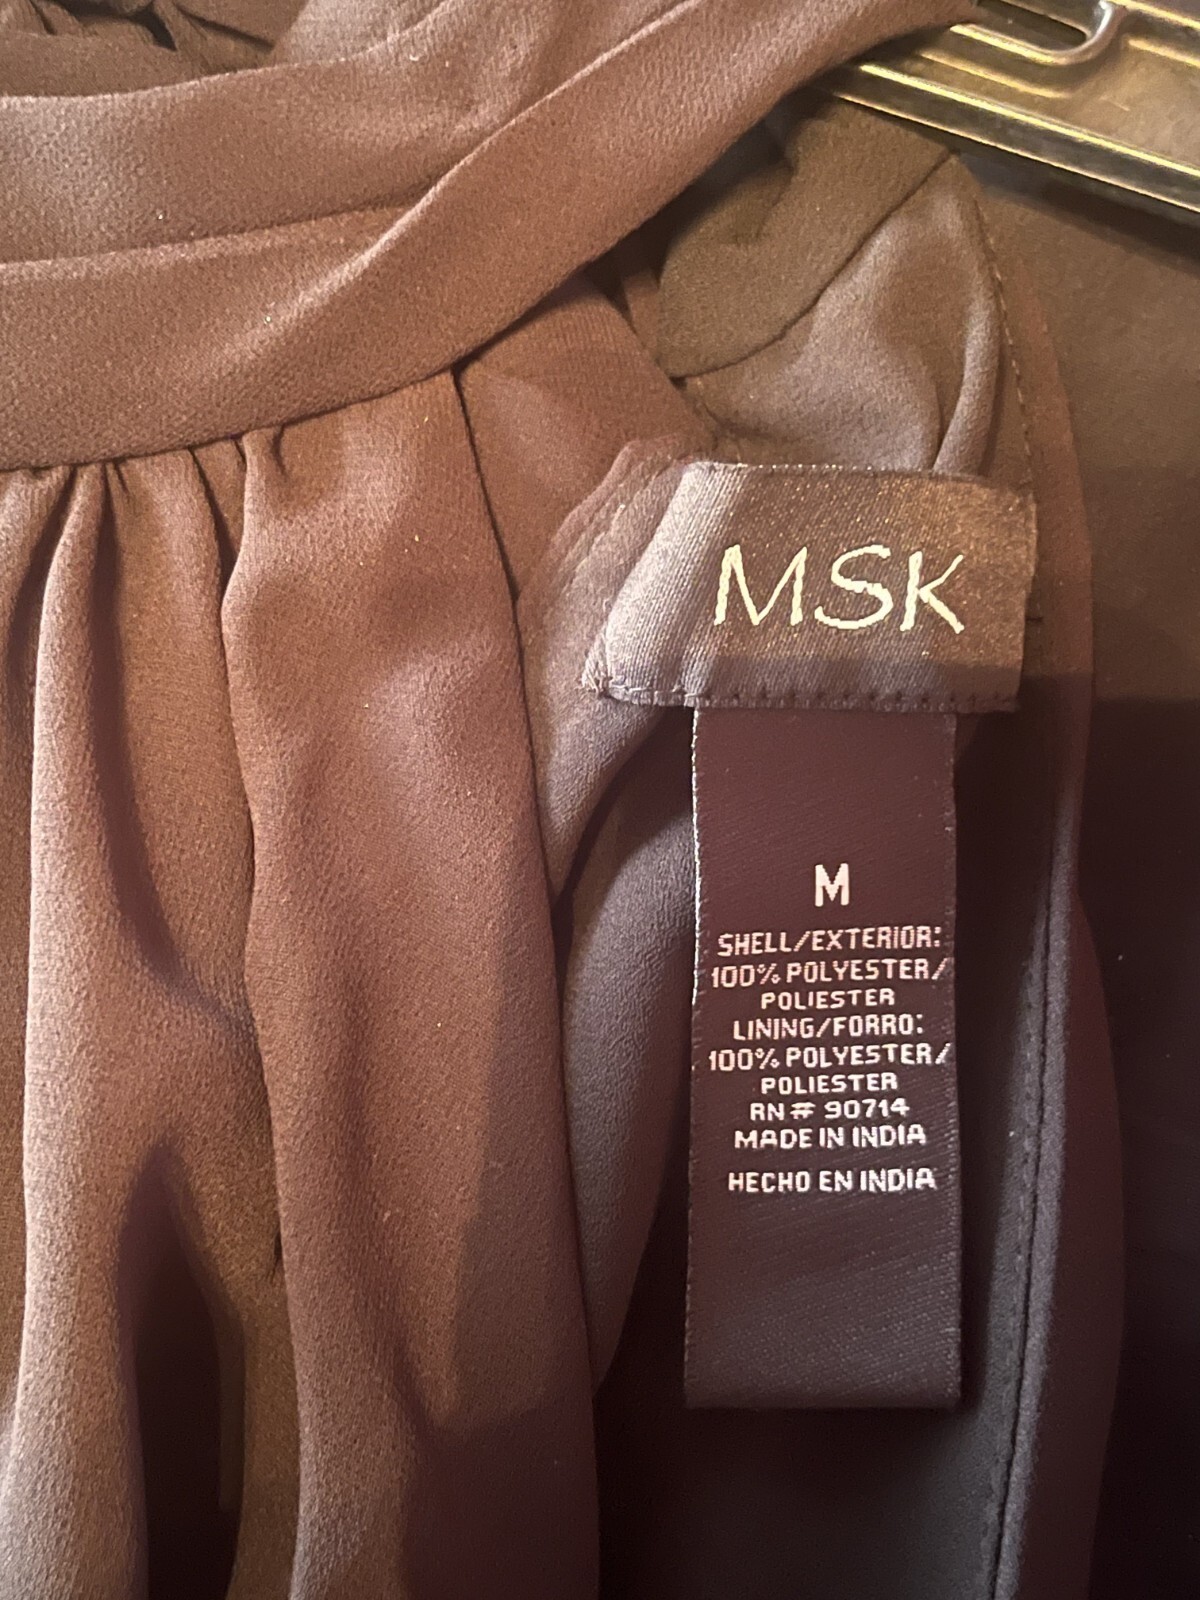 MSK
M
SHELL/EXTERIOR:
100% POLYESTER/
POLIESTER
LINING/FORRO:
100% POLYESTER/
POLIESTER
RN# 90714
MADE IN INDIA
HECHO EN INDIA